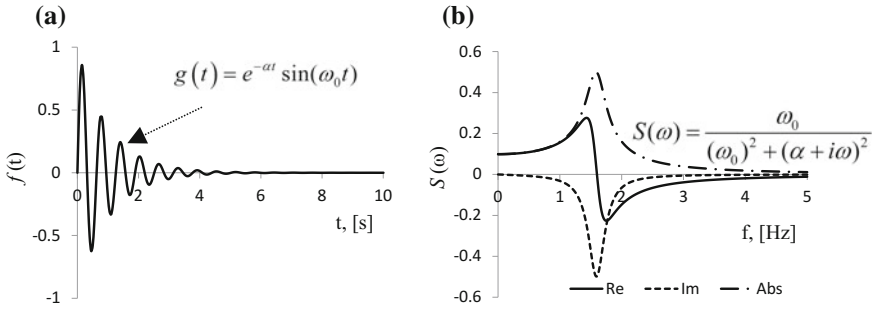 (a)
1
0.5
0
-0.5
-1
f(t)
g(t) = e^{-αt} sin(ω₀t)
0 2 4 6 8 10
t, [s]
(b)
0.6
0.4
0.2
0
-0.2
-0.4
-0.6
S(ω)
S(ω) = ω₀ / ((ω₀)² + (α + iω)²)
0 1 2 3 4 5
f, [Hz]
Re Im Abs